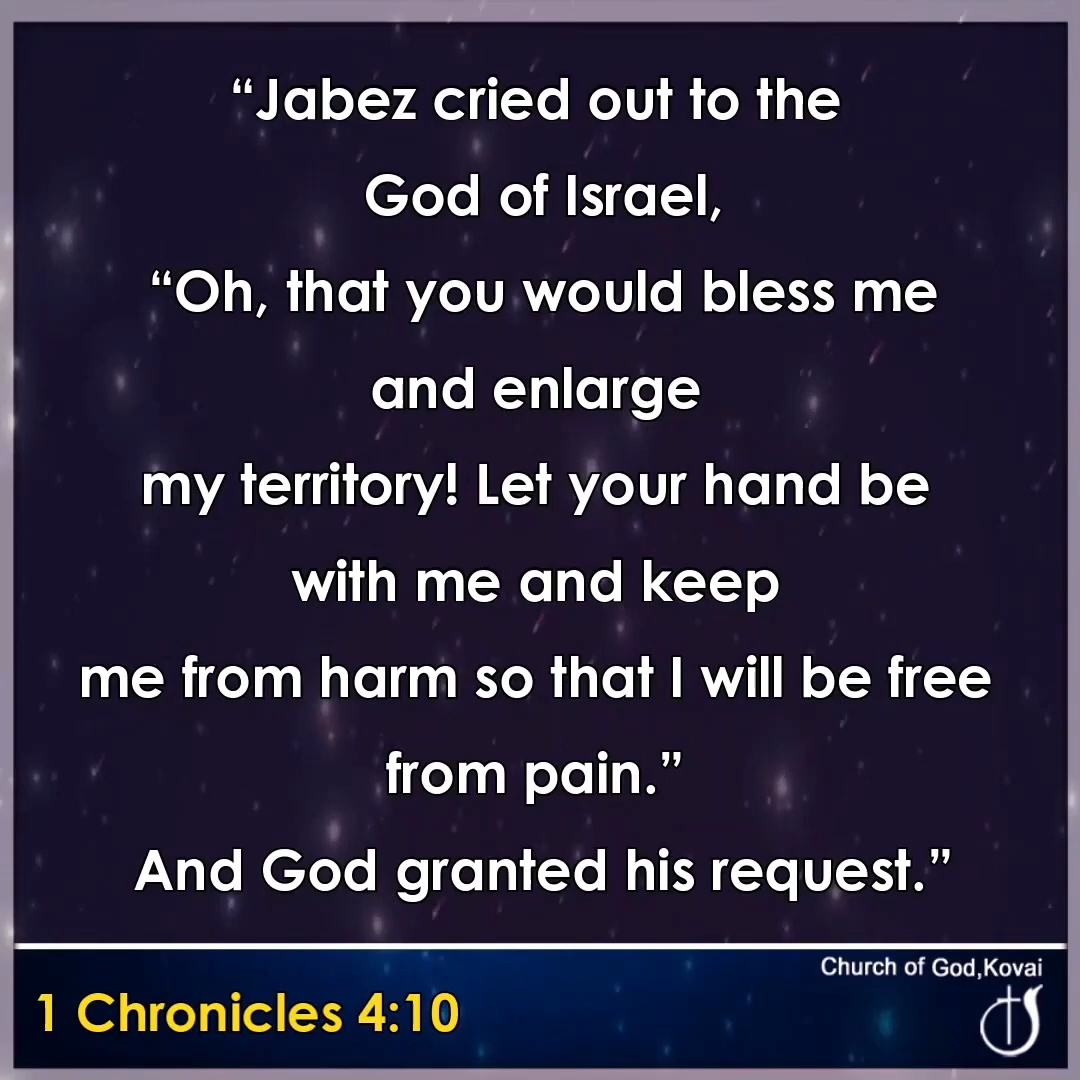 “Jabez cried out to the
God of Israel,
“Oh, that you would bless me
and enlarge
my territory! Let your hand be
with me and keep
me from harm so that I will be free
from pain.”
And God granted his request.”
Church of God,Kovai
1 Chronicles 4:10